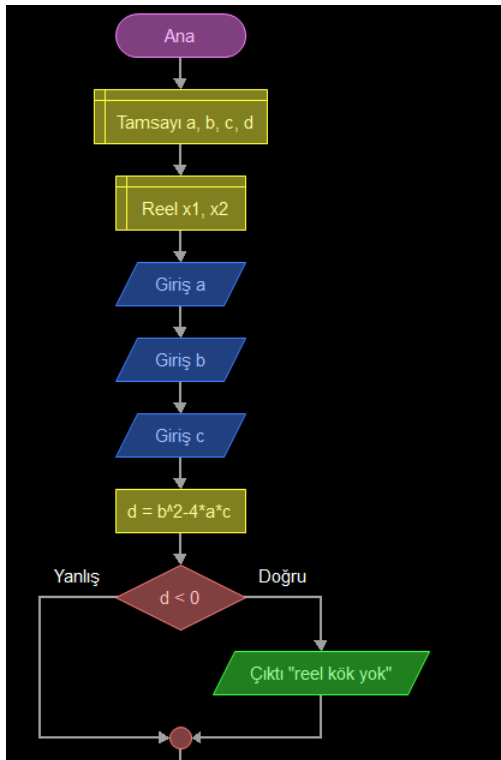 Ana
Tamsayı a, b, c, d
Reel x1, x2
Giriş a
Giriş b
Giriş c
d = b^2-4*a*c
Yanlış
d < 0
Doğru
Çıktı "reel kök yok"